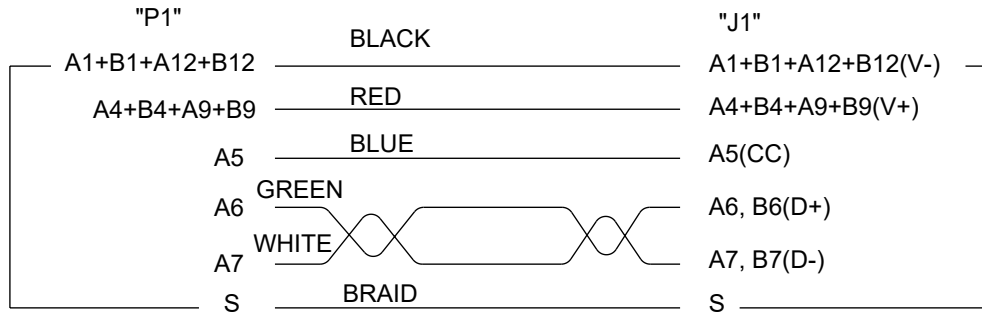 "P1" "J1"
BLACK
A1+B1+A12+B12 A1+B1+A12+B12(V-)
RED
A4+B4+A9+B9 A4+B4+A9+B9(V+)
BLUE
A5 A5(CC)
GREEN
A6 A6, B6(D+)
WHITE
A7 A7, B7(D-)
BRAID
S S